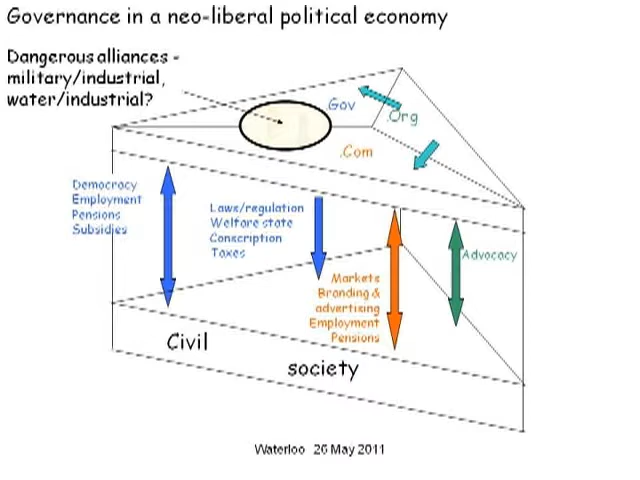 Governance in a neo-liberal political economy
Dangerous alliances -
military/industrial,
water/industrial?
.Gov
.Org
.Com
Democracy
Employment
Pensions
Subsidies
Laws/regulation
Welfare state
Conscription
Taxes
Advocacy
Markets
Branding &
advertising
Employment
Pensions
Civil
society
Waterloo 26 May 2011